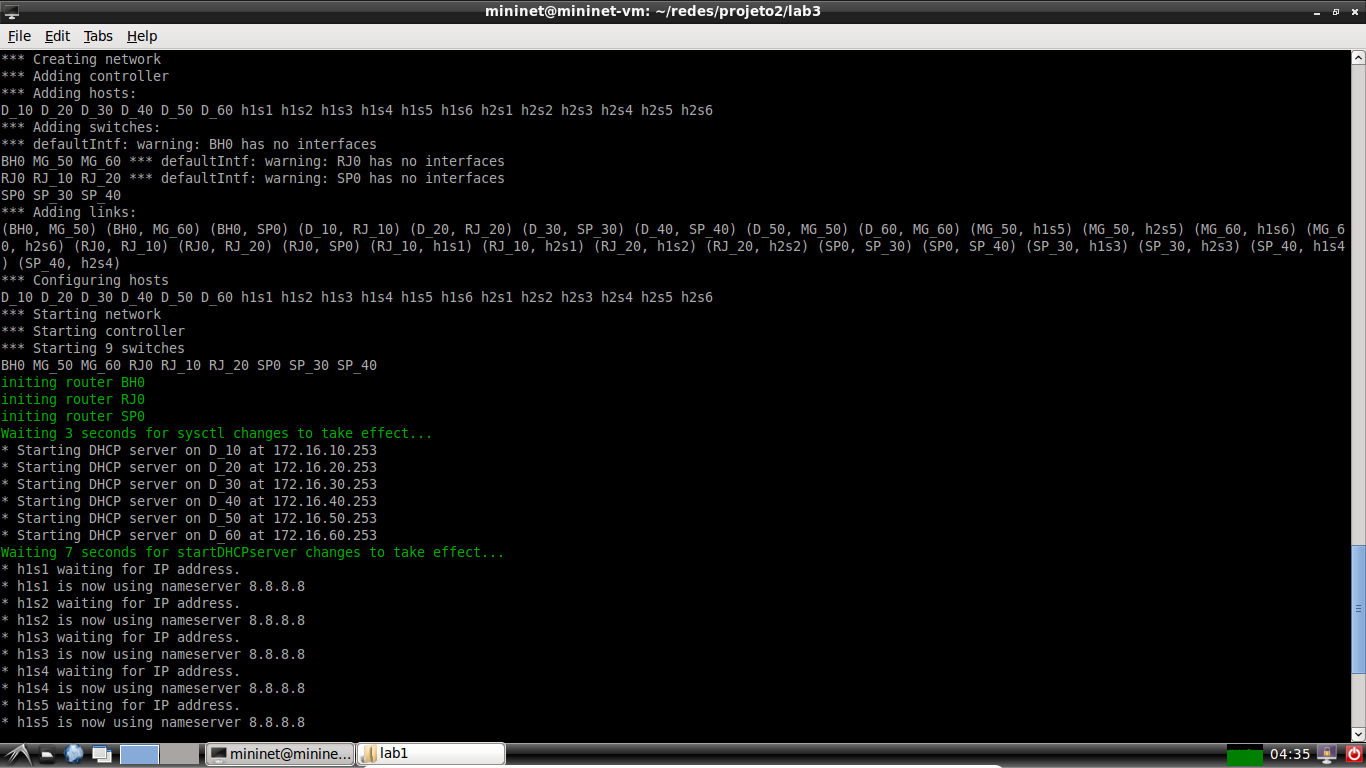 mininet@mininet-vm: ~/redes/projeto2/lab3
File Edit Tabs Help
*** Creating network
*** Adding controller
*** Adding hosts:
D_10 D_20 D_30 D_40 D_50 D_60 h1s1 h1s2 h1s3 h1s4 h1s5 h1s6 h2s1 h2s2 h2s3 h2s4 h2s5 h2s6
*** Adding switches:
*** defaultIntf: warning: BH0 has no interfaces
BH0 MG_50 MG_60 *** defaultIntf: warning: RJ0 has no interfaces
RJ0 RJ_10 RJ_20 *** defaultIntf: warning: SP0 has no interfaces
SP0 SP_30 SP_40
*** Adding links:
(BH0, MG_50) (BH0, MG_60) (BH0, SP0) (D_10, RJ_10) (D_20, RJ_20) (D_30, SP_30) (D_40, SP_40) (D_50, MG_50) (D_60, MG_60) (MG_50, h1s5) (MG_50, h2s5) (MG_60, h1s6) (MG_6
0, h2s6) (RJ0, RJ_10) (RJ0, RJ_20) (RJ0, SP0) (RJ_10, h1s1) (RJ_10, h2s1) (RJ_20, h1s2) (RJ_20, h2s2) (SP0, SP_30) (SP0, SP_40) (SP_30, h1s3) (SP_30, h2s3) (SP_40, h1s4
) (SP_40, h2s4)
*** Configuring hosts
D_10 D_20 D_30 D_40 D_50 D_60 h1s1 h1s2 h1s3 h1s4 h1s5 h1s6 h2s1 h2s2 h2s3 h2s4 h2s5 h2s6
*** Starting network
*** Starting controller
*** Starting 9 switches
BH0 MG_50 MG_60 RJ0 RJ_10 RJ_20 SP0 SP_30 SP_40
initing router BH0
initing router RJ0
initing router SP0
Waiting 3 seconds for sysctl changes to take effect...
* Starting DHCP server on D_10 at 172.16.10.253
* Starting DHCP server on D_20 at 172.16.20.253
* Starting DHCP server on D_30 at 172.16.30.253
* Starting DHCP server on D_40 at 172.16.40.253
* Starting DHCP server on D_50 at 172.16.50.253
* Starting DHCP server on D_60 at 172.16.60.253
Waiting 7 seconds for startDHCPserver changes to take effect...
* h1s1 waiting for IP address.
* h1s1 is now using nameserver 8.8.8.8
* h1s2 waiting for IP address.
* h1s2 is now using nameserver 8.8.8.8
* h1s3 waiting for IP address.
* h1s3 is now using nameserver 8.8.8.8
* h1s4 waiting for IP address.
* h1s4 is now using nameserver 8.8.8.8
* h1s5 waiting for IP address.
* h1s5 is now using nameserver 8.8.8.8
mininet@minine... lab1 04:35